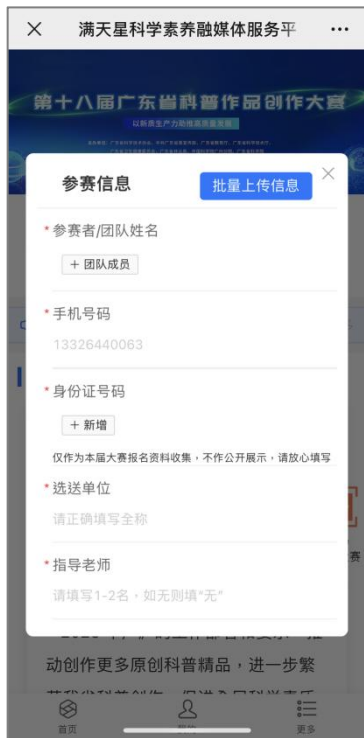 满天星科学素养融媒体服务平
第十八届广东省科普作品创作大赛
以新质生产力助推高质量发展
参赛信息
批量上传信息
*参赛者/团队姓名
+ 团队成员
*手机号码
13326440063
*身份证号码
+ 新增
仅作为本届大赛报名资料收集，不作公开展示，请放心填写
*选送单位
请正确填写全称
赛
*指导老师
请填写1-2名，如无则填“无”
动创作更多原创科普精品，进一步繁
首页
更多